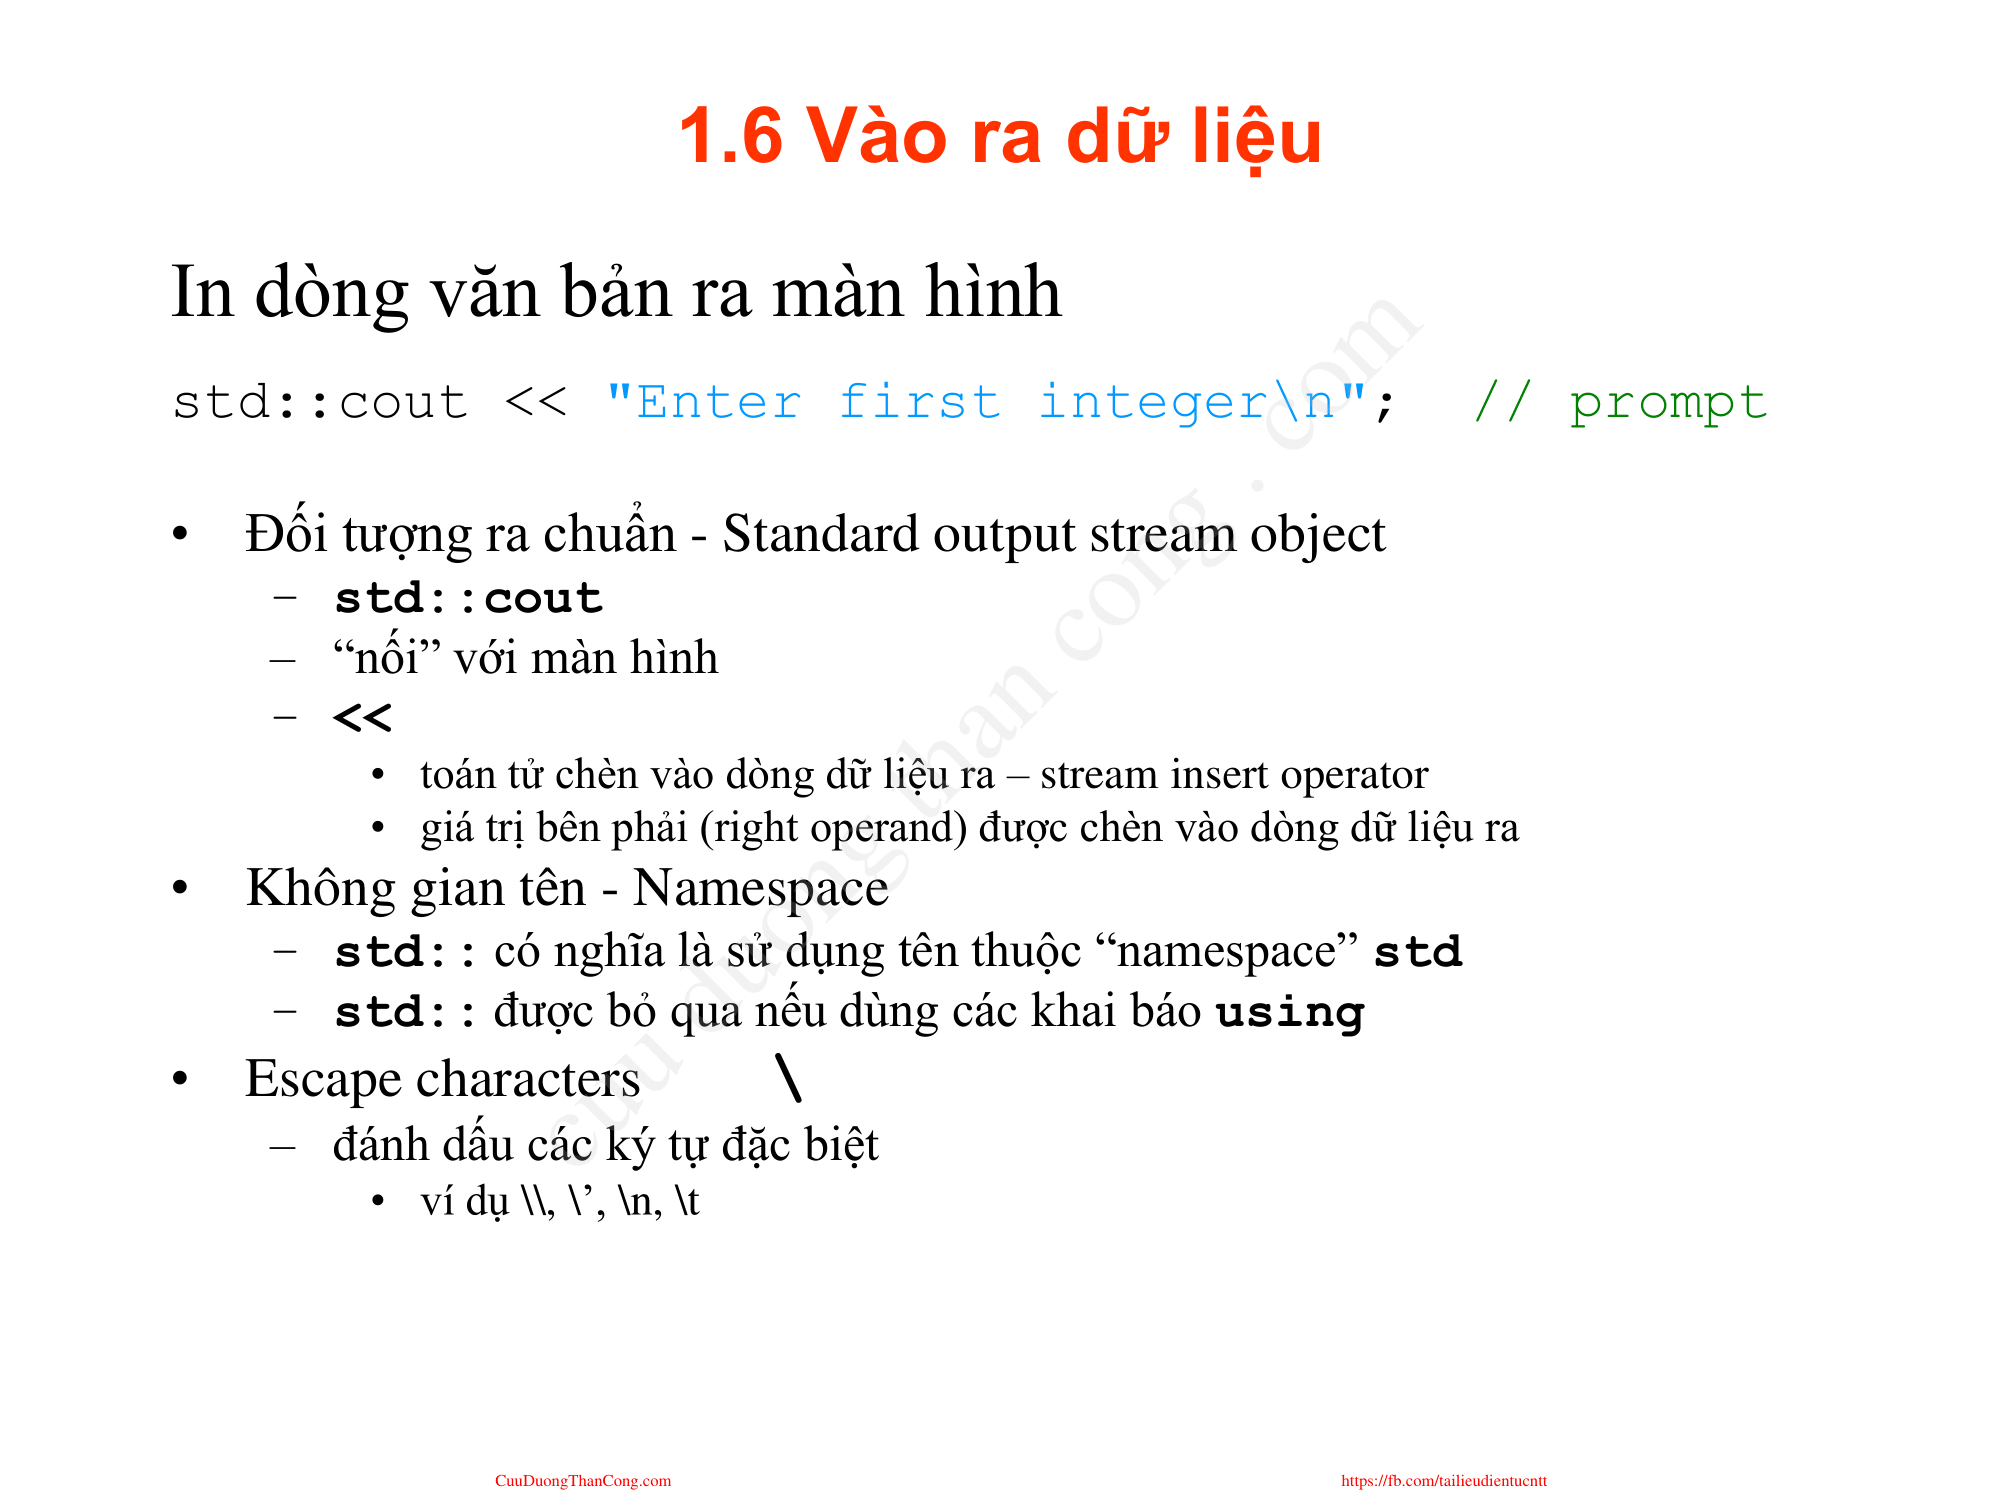 1.6 Vào ra dữ liệu
In dòng văn bản ra màn hình
std::cout << "Enter first integer\n";  // prompt
• Đối tượng ra chuẩn - Standard output stream object
– std::cout
– “nối” với màn hình
– <<
• toán tử chèn vào dòng dữ liệu ra – stream insert operator
• giá trị bên phải (right operand) được chèn vào dòng dữ liệu ra
• Không gian tên - Namespace
– std:: có nghĩa là sử dụng tên thuộc “namespace” std
– std:: được bỏ qua nếu dùng các khai báo using
• Escape characters \
– đánh dấu các ký tự đặc biệt
• ví dụ \\, \’, \n, \t
cuu duong than cong . com
CuuDuongThanCong.com
https://fb.com/tailieudientucntt